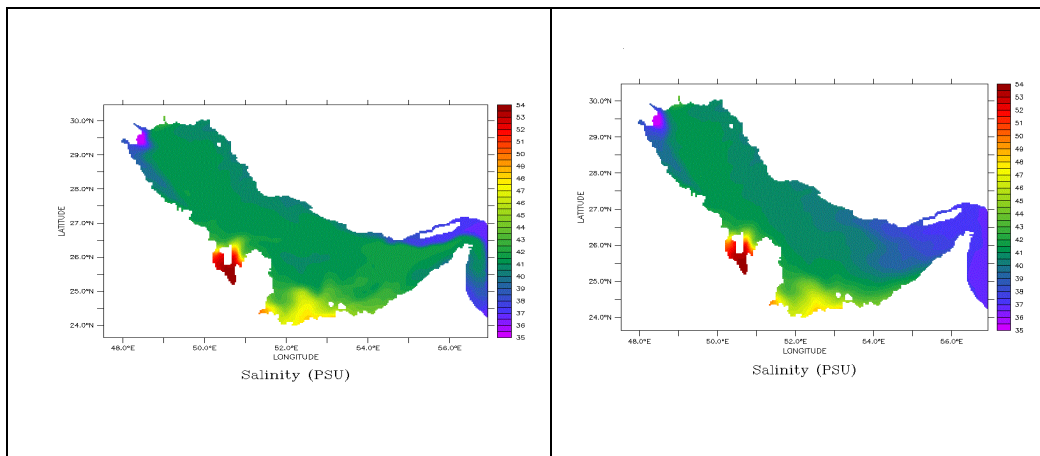 54
53
52
51
50
49
48
47
46
45
44
43
42
41
40
39
38
37
36
35
30.0°N
29.0°N
28.0°N
27.0°N
26.0°N
25.0°N
24.0°N
LATITUDE
48.0°E 50.0°E 52.0°E 54.0°E 56.0°E
LONGITUDE
Salinity (PSU)
54
53
52
51
50
49
48
47
46
45
44
43
42
41
40
39
38
37
36
35
30.0°N
29.0°N
28.0°N
27.0°N
26.0°N
25.0°N
24.0°N
LATITUDE
48.0°E 50.0°E 52.0°E 54.0°E 56.0°E
LONGITUDE
Salinity (PSU)